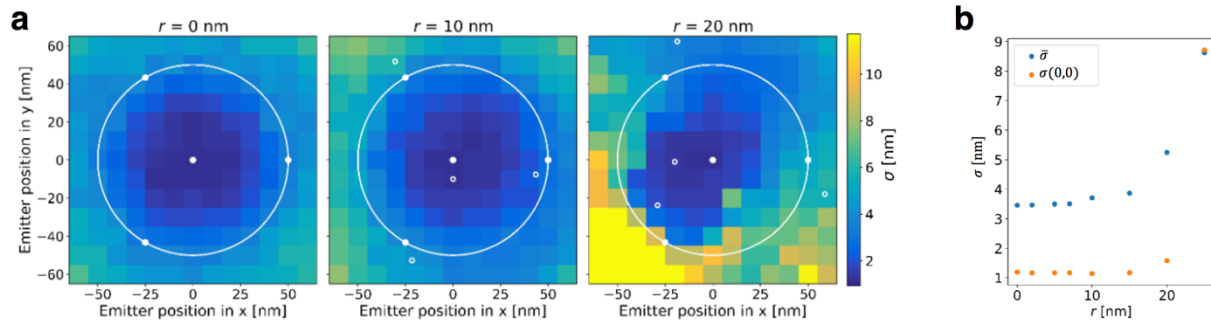 a
r = 0 nm
r = 10 nm
r = 20 nm
Emitter position in y [nm]
60
40
20
0
−20
−40
−60
−50
−25
0
25
50
Emitter position in x [nm]
−50
−25
0
25
50
Emitter position in x [nm]
−50
−25
0
25
50
Emitter position in x [nm]
10
8
6
4
2
σ [nm]
b
9
8
7
6
5
4
3
2
1
σ [nm]
σ̄
σ(0,0)
0
10
20
r [nm]